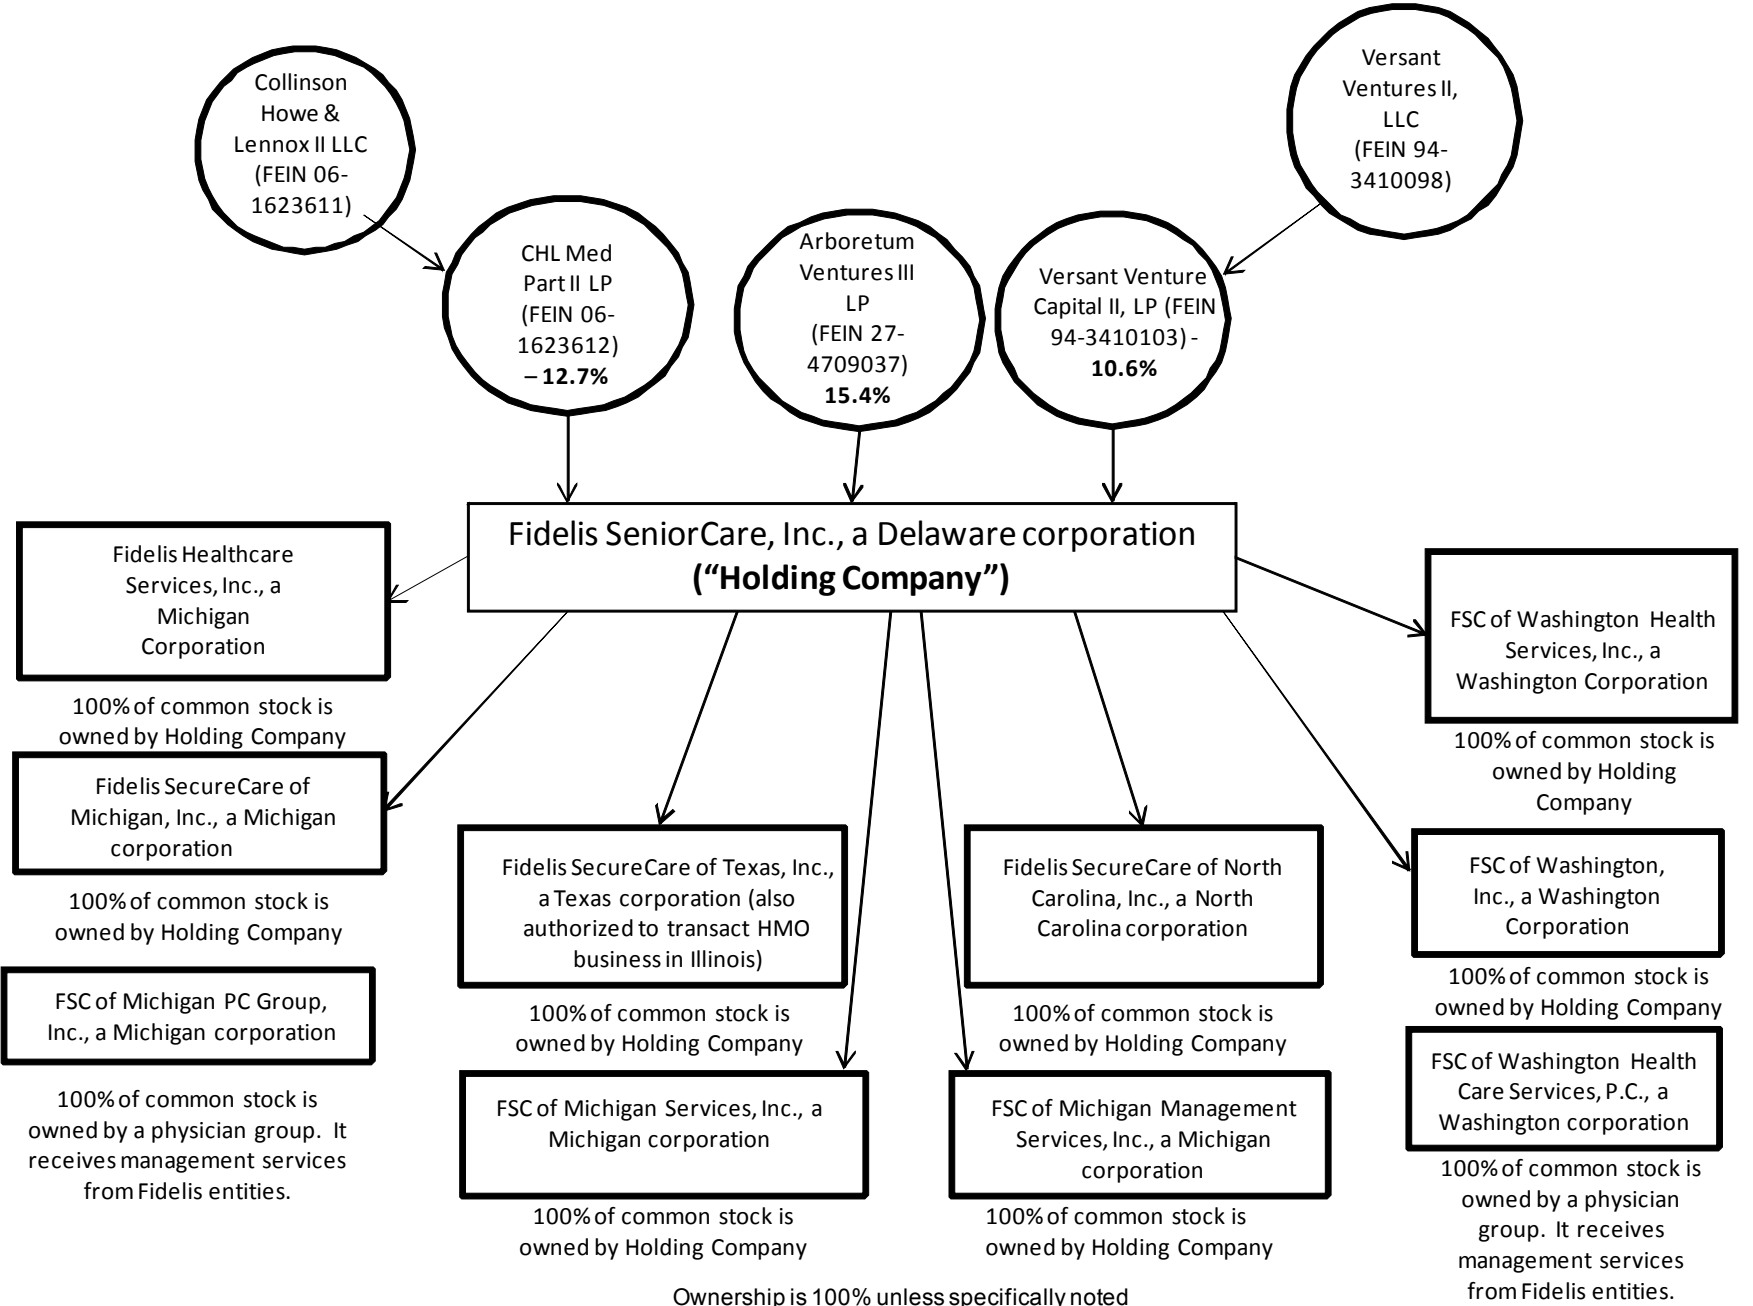 Collinson
Howe &
Lennox II LLC
(FEIN 06-
1623611)
Versant
Ventures II,
LLC
(FEIN 94-
3410098)
CHL Med
Part II LP
(FEIN 06-
1623612)
– 12.7%
Arboretum
Ventures III
LP
(FEIN 27-
4709037)
15.4%
Versant Venture
Capital II, LP (FEIN
94-3410103) -
10.6%
Fidelis SeniorCare, Inc., a Delaware corporation
(“Holding Company”)
Fidelis Healthcare
Services, Inc., a
Michigan
Corporation
100% of common stock is
owned by Holding Company
Fidelis SecureCare of
Michigan, Inc., a Michigan
corporation
100% of common stock is
owned by Holding Company
FSC of Michigan PC Group,
Inc., a Michigan corporation
100% of common stock is
owned by a physician group.  It
receives management services
from Fidelis entities.
Fidelis SecureCare of Texas, Inc.,
a Texas corporation (also
authorized to transact HMO
business in Illinois)
100% of common stock is
owned by Holding Company
FSC of Michigan Services, Inc., a
Michigan corporation
100% of common stock is
owned by Holding Company
Fidelis SecureCare of North
Carolina, Inc., a North
Carolina corporation
100% of common stock is
owned by Holding Company
FSC of Michigan Management
Services, Inc., a Michigan
corporation
100% of common stock is
owned by Holding Company
FSC of Washington Health
Services, Inc., a
Washington Corporation
100% of common stock is
owned by Holding
Company
FSC of Washington,
Inc., a Washington
Corporation
100% of common stock is
owned by Holding Company
FSC of Washington Health
Care Services, P.C., a
Washington corporation
100% of common stock is
owned by a physician
group.  It receives
management services
from Fidelis entities.
Ownership is 100% unless specifically noted